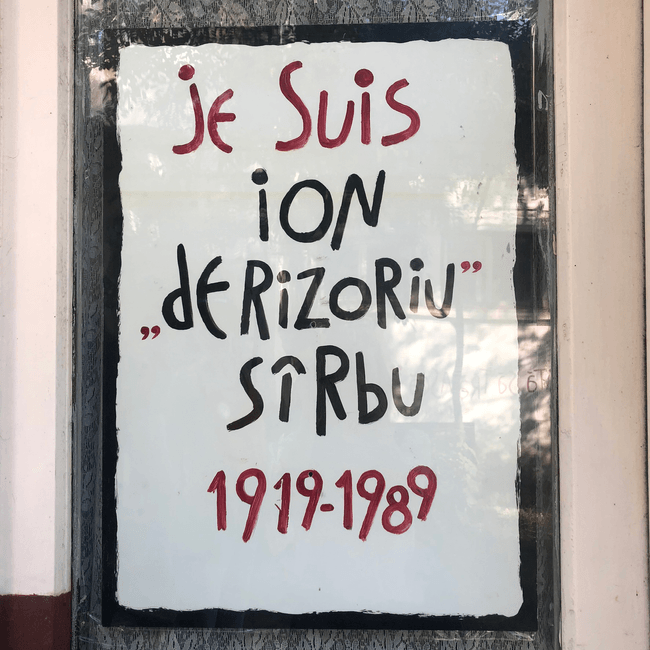 je Suis
iON
„dERiZORiU”
SÎRbU
1919-1989